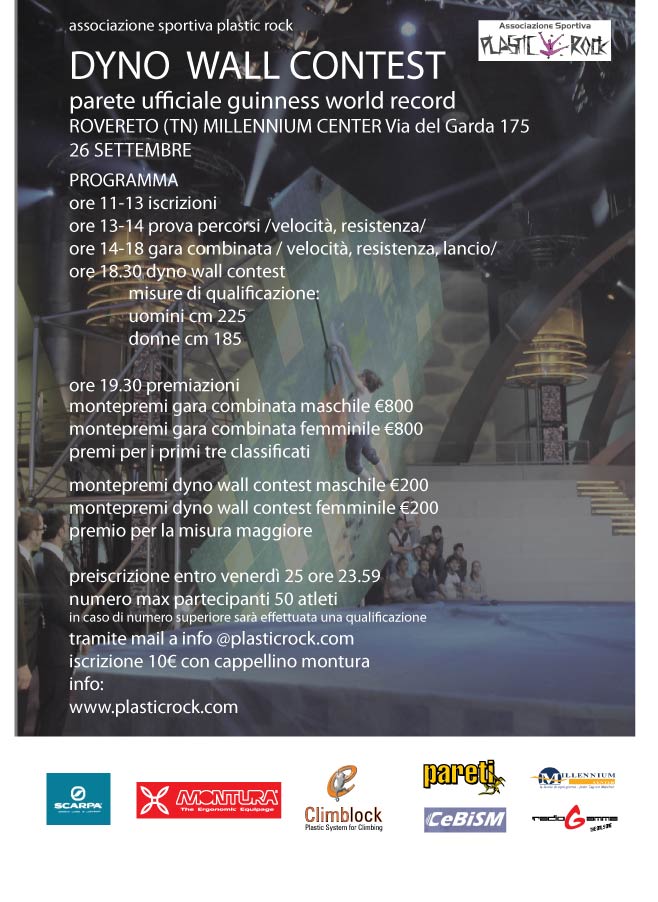 associazione sportiva plastic rock
Associazione Sportiva
PLASTIC ROCK
DYNO WALL CONTEST
parete ufficiale guinness world record
ROVERETO (TN) MILLENNIUM CENTER Via del Garda 175
26 SETTEMBRE
PROGRAMMA
ore 11-13 iscrizioni
ore 13-14 prova percorsi /velocità, resistenza/
ore 14-18 gara combinata / velocità, resistenza, lancio/
ore 18.30 dyno wall contest
misure di qualificazione:
uomini cm 225
donne cm 185
ore 19.30 premiazioni
montepremi gara combinata maschile €800
montepremi gara combinata femminile €800
premi per i primi tre classificati
montepremi dyno wall contest maschile €200
montepremi dyno wall contest femminile €200
premio per la misura maggiore
preiscrizione entro venerdì 25 ore 23.59
numero max partecipanti 50 atleti
in caso di numero superiore sarà effettuata una qualificazione
tramite mail a info @plasticrock.com
iscrizione 10€ con cappellino montura
info:
www.plasticrock.com
SCARPA
MONTURA
The Ergonomic Equipage
Climblock
Plastic System for Climbing
pareti
CeBiSM
MILLENNIUM
CENTER
radio Gamma